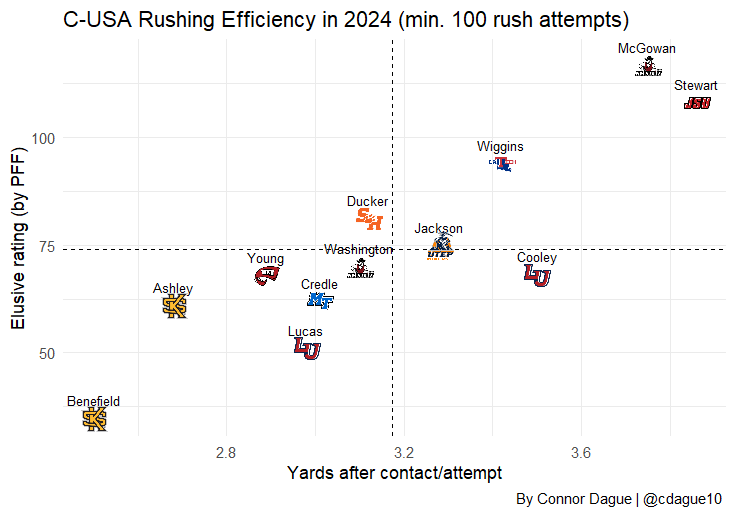 C-USA Rushing Efficiency in 2024 (min. 100 rush attempts)
McGowan
Stewart
JSU
100
Wiggins
Ducker
Jackson
UTEP
75
Washington
Young
Cooley
LU
Ashley
KS
Credle
MT
Lucas
LU
50
Benefield
KS
Elusive rating (by PFF)
2.8
3.2
3.6
Yards after contact/attempt
By Connor Dague | @cdague10